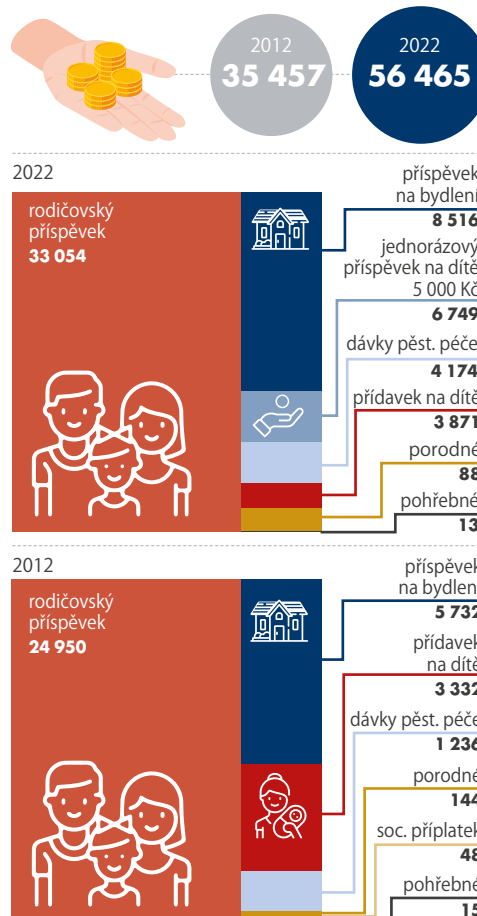 2012
35 457
2022
56 465
2022
rodičovský
příspěvek
33 054
příspěvek
na bydlení
8 516
jednorázový
příspěvek na dítě
5 000 Kč
6 749
dávky pěst. péče
4 174
přídavek na dítě
3 871
porodné
88
pohřebné
13
2012
rodičovský
příspěvek
24 950
příspěvek
na bydlení
5 732
přídavek
na dítě
3 332
dávky pěst. péče
1 236
porodné
144
soc. příplatek
48
pohřebné
15